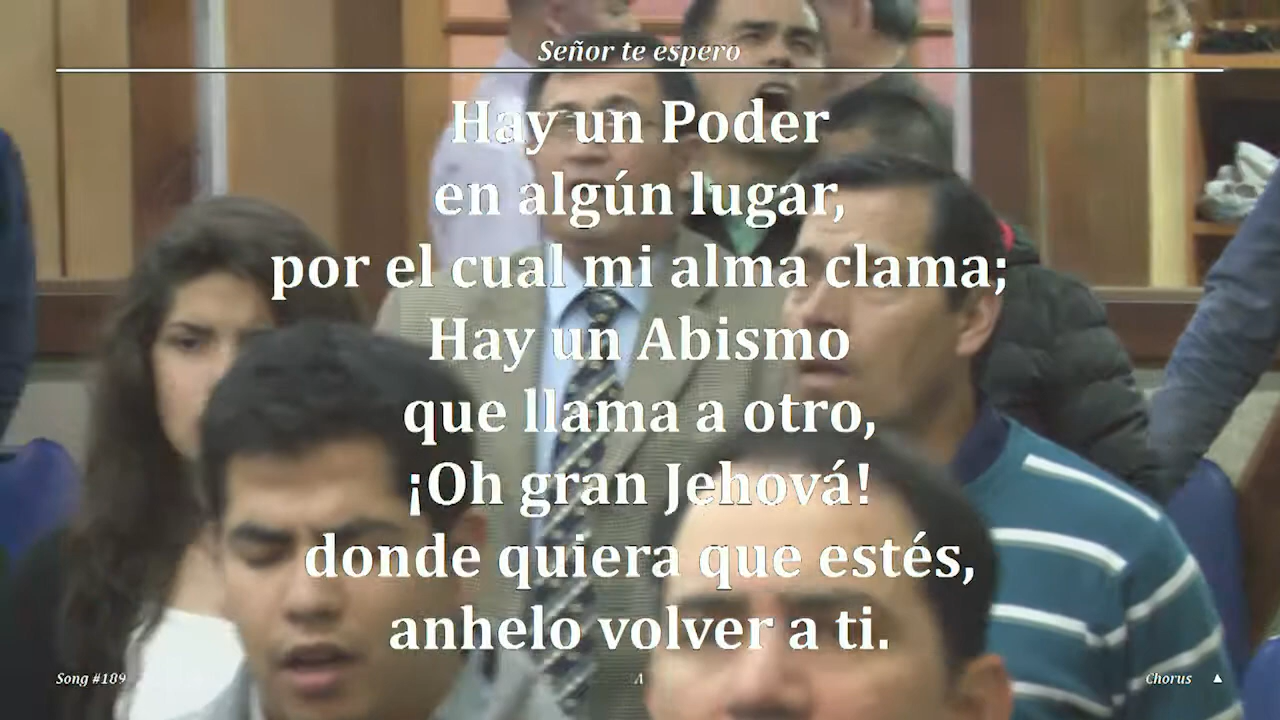 Señor te espero
Hay un Poder
en algún lugar,
por el cual mi alma clama;
Hay un Abismo
que llama a otro,
¡Oh gran Jehová!
donde quiera que estés,
anhelo volver a ti.
Song #189
Chorus ▲